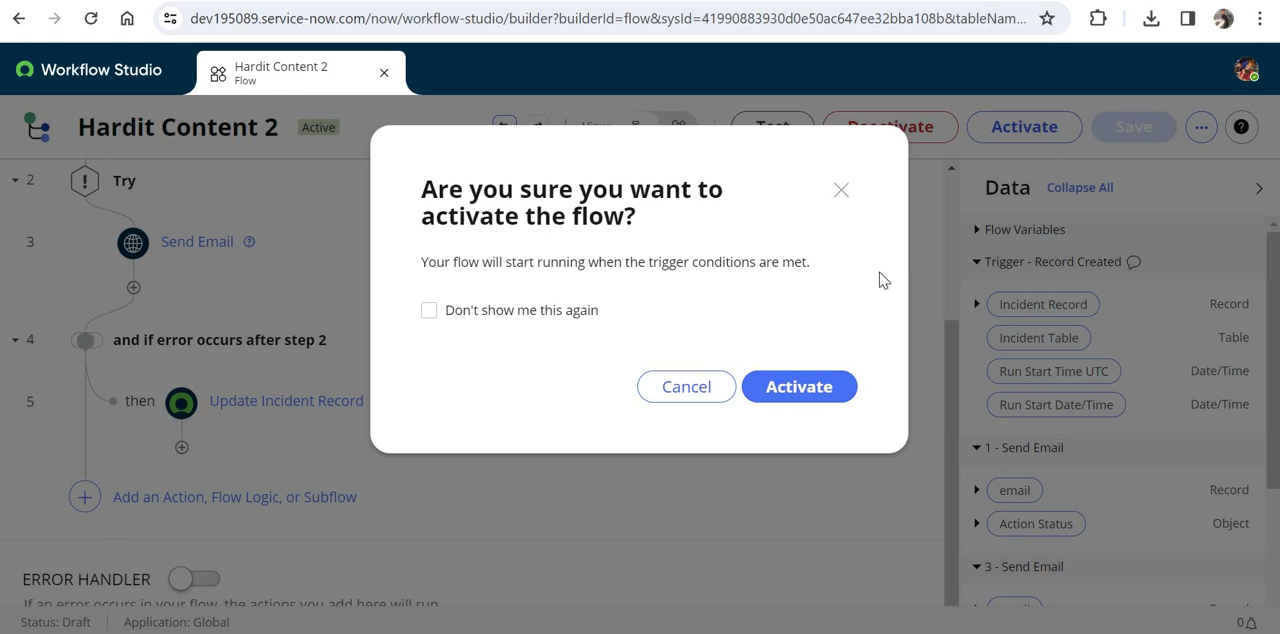 dev195089.service-now.com/now/workflow-studio/builder?builderId=flow&sysId=41990883930d0e50ac647ee32bba108b&tableNam...
Workflow Studio
Hardit Content 2
Flow
Hardit Content 2
Active
View:
Test
Deactivate
Activate
Save
2
Try
3
Send Email
4
and if error occurs after step 2
5
then
Update Incident Record
Add an Action, Flow Logic, or Subflow
ERROR HANDLER
If an error occurs in your flow, the actions you add here will run.
Are you sure you want to
activate the flow?
Your flow will start running when the trigger conditions are met.
Don't show me this again
Cancel
Activate
Data
Collapse All
Flow Variables
Trigger - Record Created
Incident Record
Record
Incident Table
Table
Run Start Time UTC
Date/Time
Run Start Date/Time
Date/Time
1 - Send Email
email
Record
Action Status
Object
3 - Send Email
Status: Draft
Application: Global
0